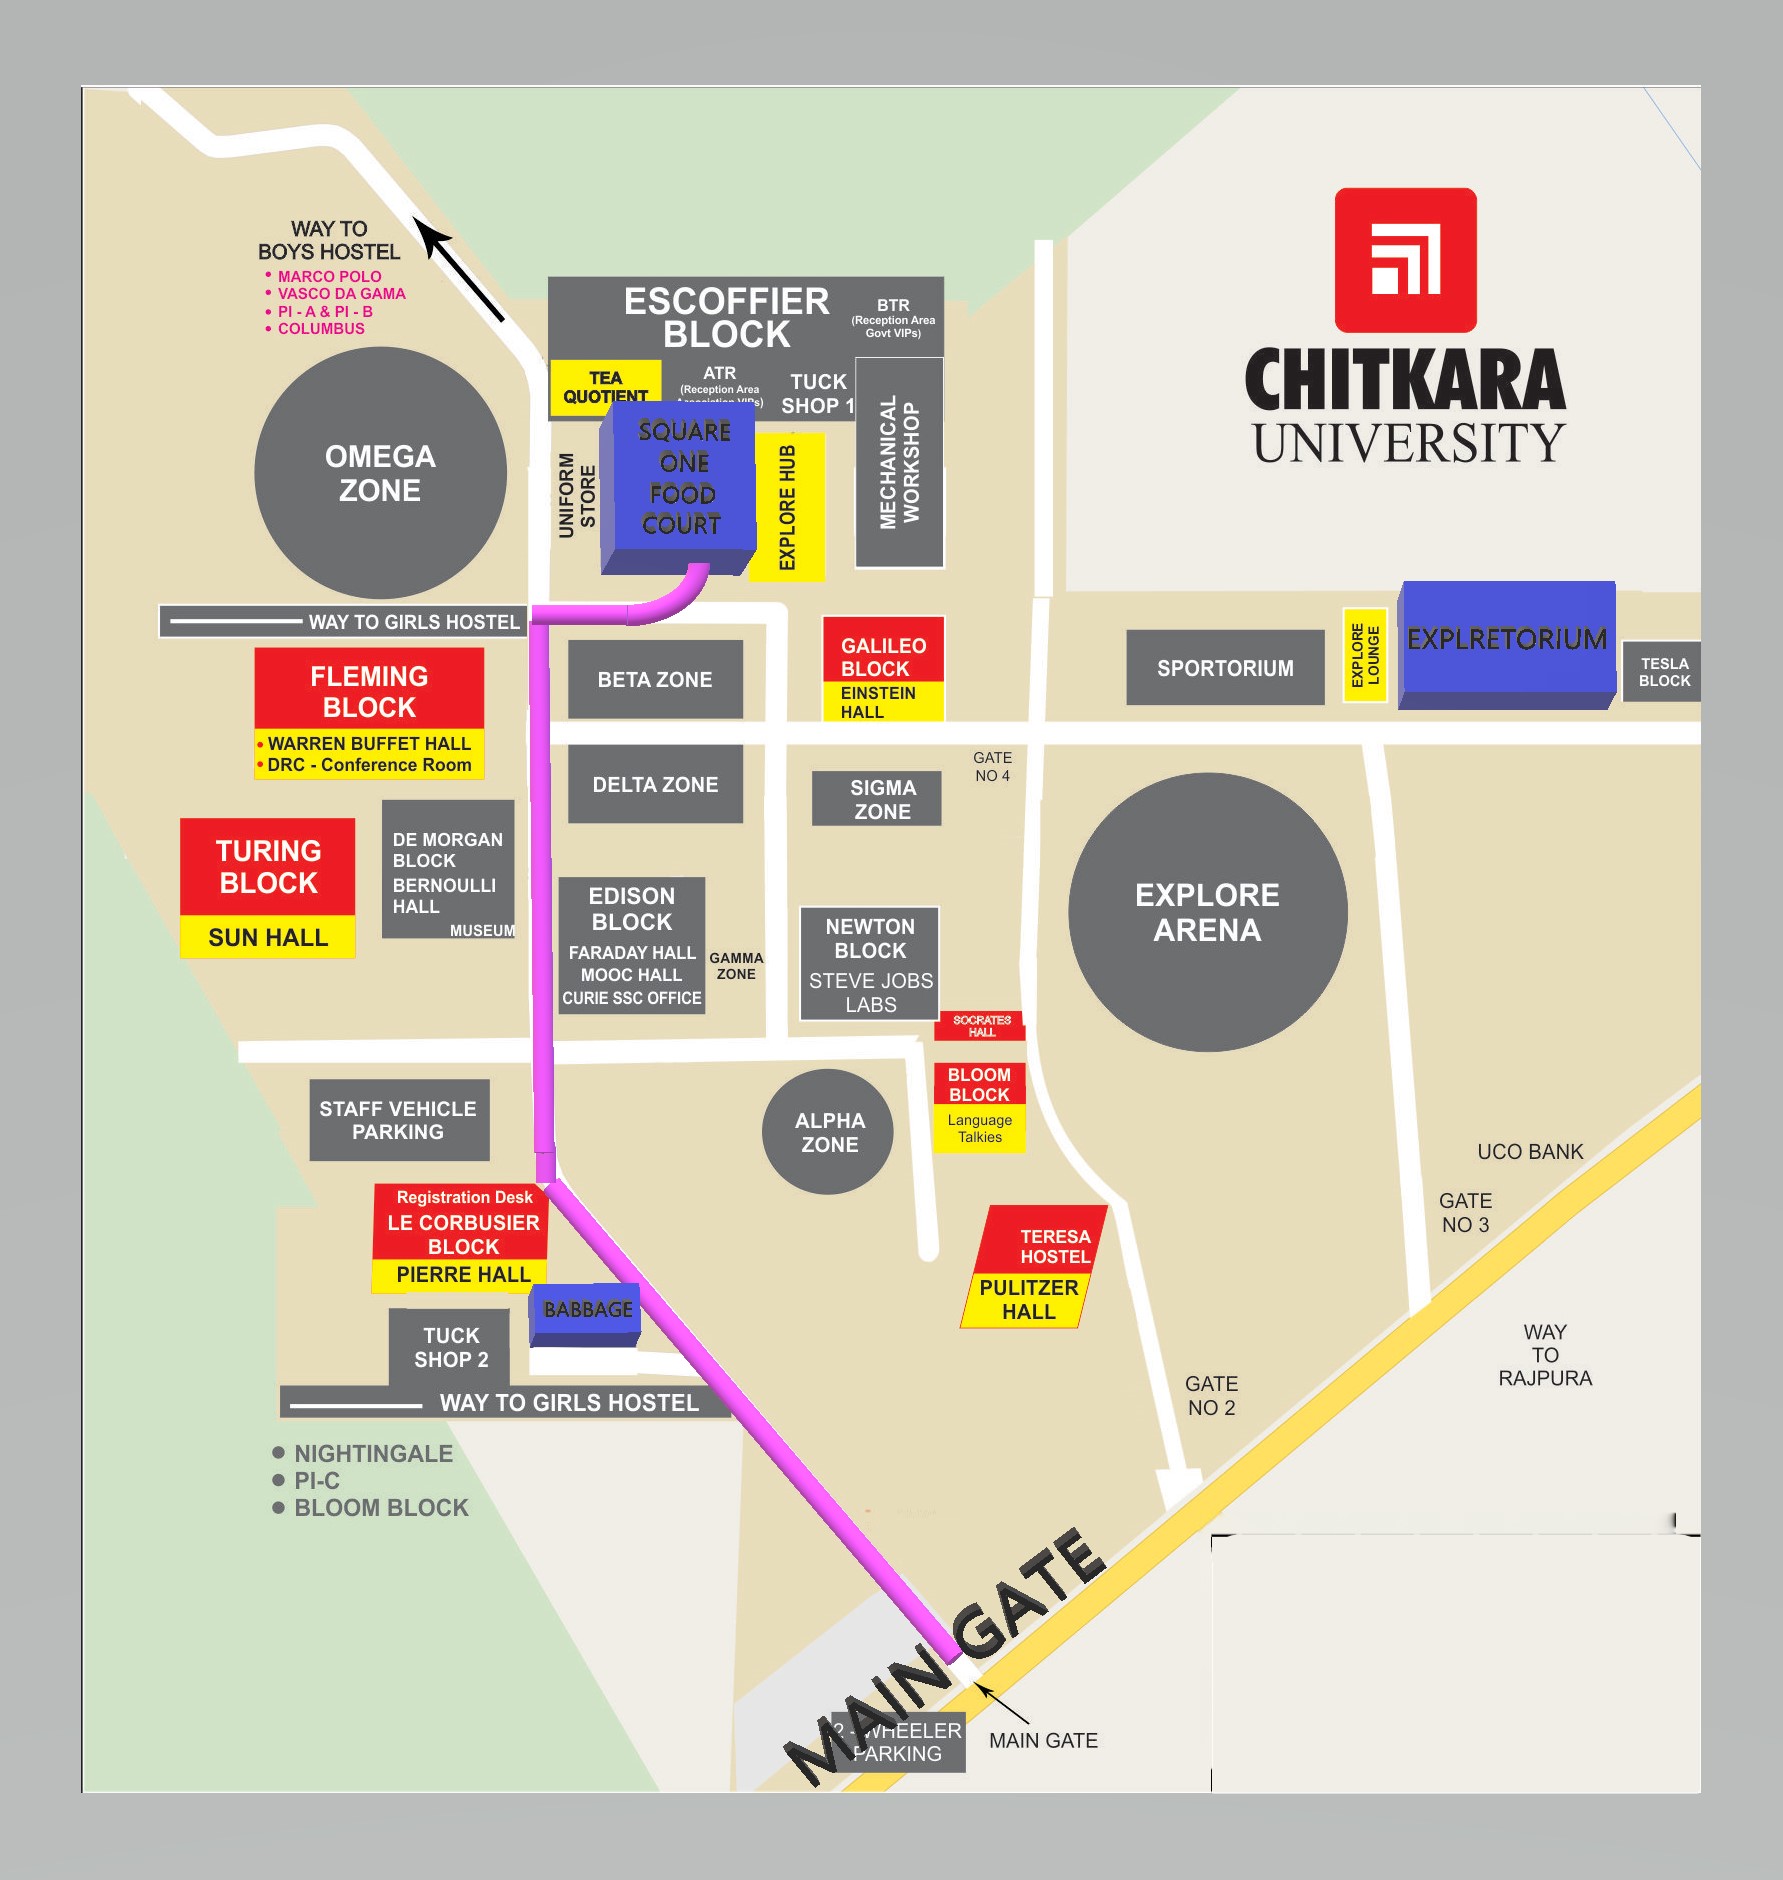 WAY TO
BOYS HOSTEL
• MARCO POLO
• VASCO DA GAMA
• PI - A & PI - B
• COLUMBUS
ESCOFFIER
BLOCK
BTR
(Reception Area
Govt VIPs)
TEA
QUOTIENT
ATR
(Reception Area
VIPs)
TUCK
SHOP 1
MECHANICAL
WORKSHOP
CHITKARA
UNIVERSITY
OMEGA
ZONE
UNIFORM
STORE
SQUARE
ONE
FOOD
COURT
EXPLORE HUB
WAY TO GIRLS HOSTEL
FLEMING
BLOCK
• WARREN BUFFET HALL
• DRC - Conference Room
BETA ZONE
GALILEO
BLOCK
EINSTEIN
HALL
SPORTORIUM
EXPLORE
LOUNGE
EXPLRETORIUM
TESLA
BLOCK
DELTA ZONE
SIGMA
ZONE
GATE
NO 4
TURING
BLOCK
SUN HALL
DE MORGAN
BLOCK
BERNOULLI
HALL
MUSEUM
EDISON
BLOCK
FARADAY HALL
MOOC HALL
CURIE SSC OFFICE
GAMMA
ZONE
NEWTON
BLOCK
STEVE JOBS
LABS
EXPLORE
ARENA
SOCRATES
HALL
BLOOM
BLOCK
Language
Talkies
STAFF VEHICLE
PARKING
ALPHA
ZONE
UCO BANK
GATE
NO 3
Registration Desk
LE CORBUSIER
BLOCK
PIERRE HALL
TERESA
HOSTEL
PULITZER
HALL
BABBAGE
TUCK
SHOP 2
WAY
TO
RAJPURA
GATE
NO 2
WAY TO GIRLS HOSTEL
• NIGHTINGALE
• PI-C
• BLOOM BLOCK
MAIN GATE
2 - WHEELER
PARKING
MAIN GATE